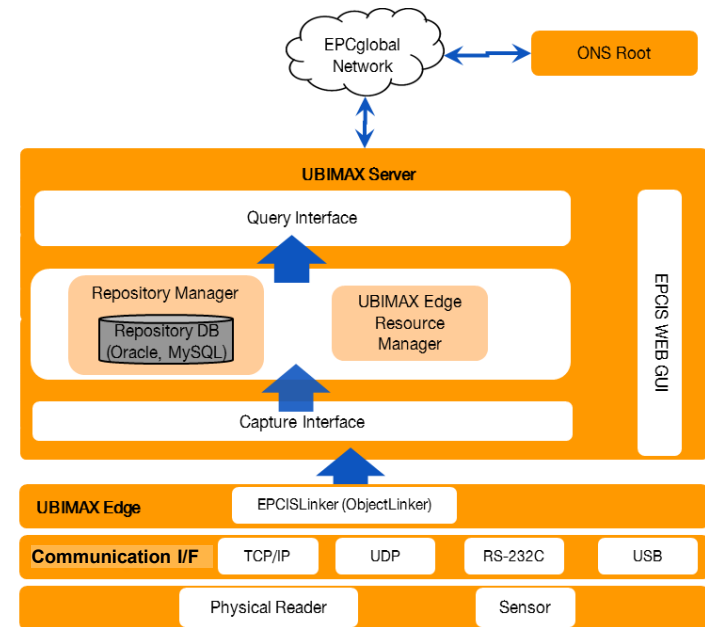 EPCglobal
Network
ONS Root
UBIMAX Server
Query Interface
Repository Manager
Repository DB
(Oracle, MySQL)
UBIMAX Edge
Resource
Manager
EPCIS WEB GUI
Capture Interface
UBIMAX Edge
EPCISLinker (ObjectLinker)
Communication I/F
TCP/IP
UDP
RS-232C
USB
Physical Reader
Sensor